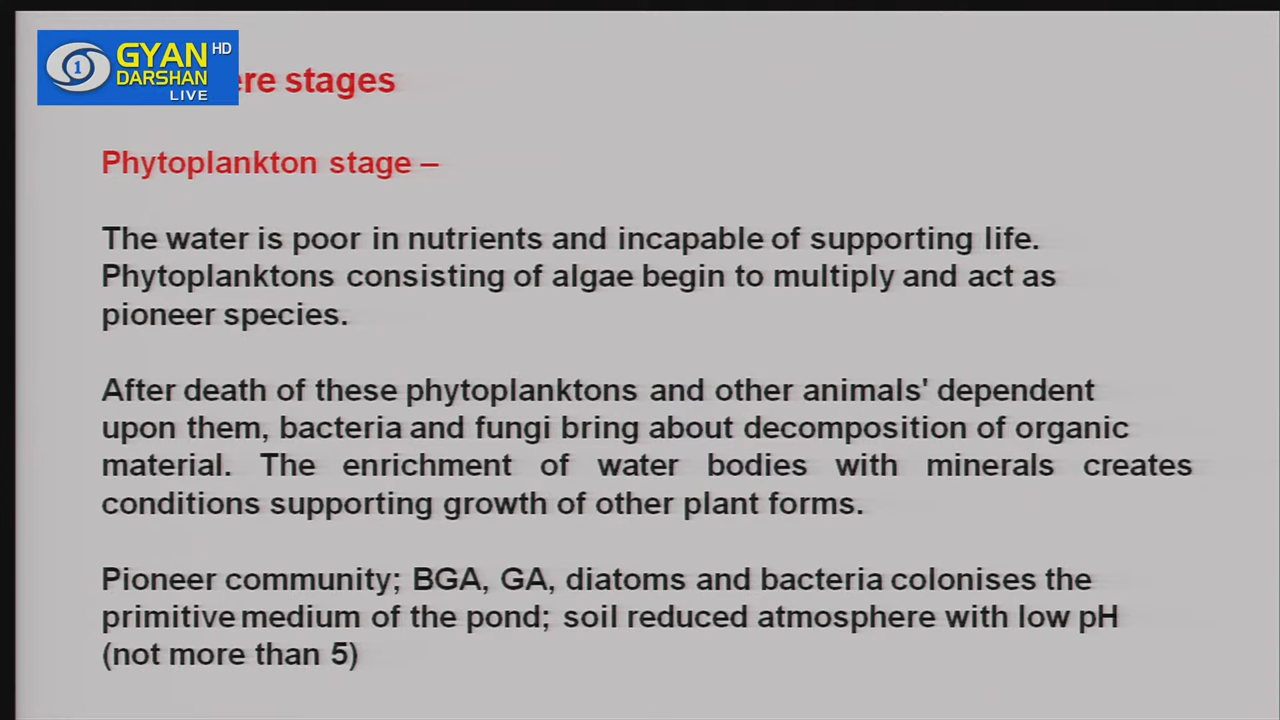 GYAN HD
DARSHAN
LIVE
1
stages
Phytoplankton stage –
The water is poor in nutrients and incapable of supporting life.
Phytoplanktons consisting of algae begin to multiply and act as
pioneer species.
After death of these phytoplanktons and other animals' dependent
upon them, bacteria and fungi bring about decomposition of organic
material. The enrichment of water bodies with minerals creates
conditions supporting growth of other plant forms.
Pioneer community; BGA, GA, diatoms and bacteria colonises the
primitive medium of the pond; soil reduced atmosphere with low pH
(not more than 5)